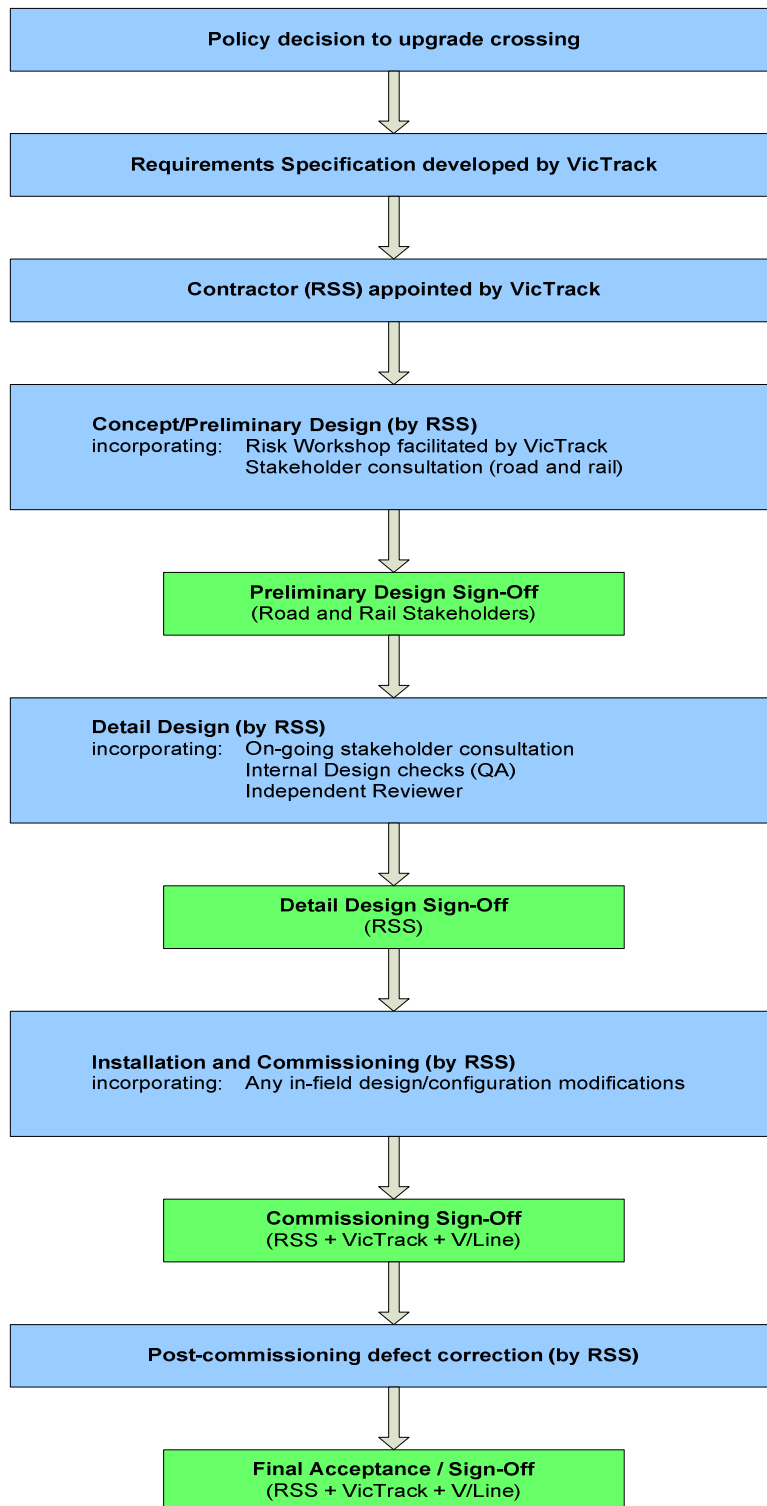 Policy decision to upgrade crossing
Requirements Specification developed by VicTrack
Contractor (RSS) appointed by VicTrack
Concept/Preliminary Design (by RSS)
incorporating: Risk Workshop facilitated by VicTrack
Stakeholder consultation (road and rail)
Preliminary Design Sign-Off
(Road and Rail Stakeholders)
Detail Design (by RSS)
incorporating: On-going stakeholder consultation
Internal Design checks (QA)
Independent Reviewer
Detail Design Sign-Off
(RSS)
Installation and Commissioning (by RSS)
incorporating: Any in-field design/configuration modifications
Commissioning Sign-Off
(RSS + VicTrack + V/Line)
Post-commissioning defect correction (by RSS)
Final Acceptance / Sign-Off
(RSS + VicTrack + V/Line)